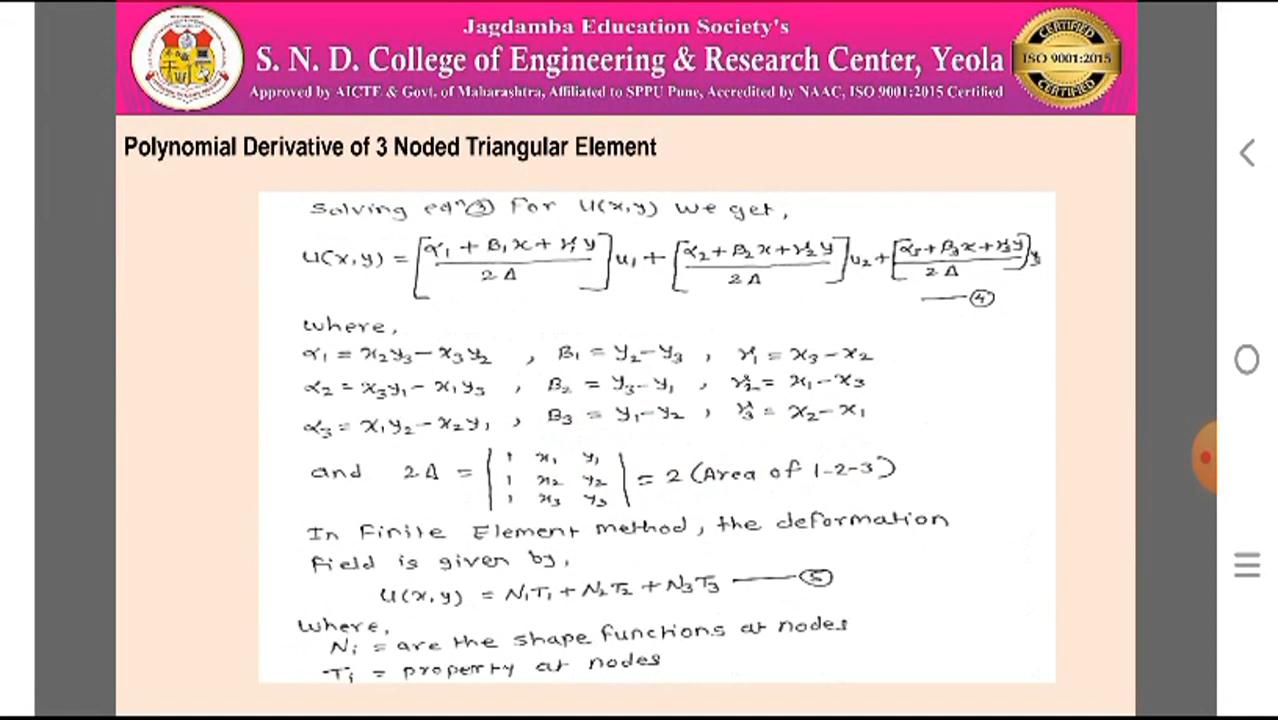 Jagdamba Education Society's
S. N. D. College of Engineering & Research Center, Yeola
Approved by AICTE & Govt. of Maharashtra, Affiliated to SPPU Pune, Accredited by NAAC, ISO 9001:2015 Certified
CERTIFIED
ISO 9001:2015
CERTIFIED
Polynomial Derivative of 3 Noded Triangular Element
Solving eqn ③ for U(x,y) we get,
U(x,y) = [α₁ + β₁x + γ₁y / 2Δ] u₁ + [α₂ + β₂x + γ₂y / 2Δ] u₂ + [α₃ + β₃x + γ₃y / 2Δ] u₃
—— ④
where,
α₁ = x₂y₃ - x₃y₂ , β₁ = y₂ - y₃ , γ₁ = x₃ - x₂
α₂ = x₃y₁ - x₁y₃ , β₂ = y₃ - y₁ , γ₂ = x₁ - x₃
α₃ = x₁y₂ - x₂y₁ , β₃ = y₁ - y₂ , γ₃ = x₂ - x₁
and 2Δ = | 1 x₁ y₁ | 1 x₂ y₂ | 1 x₃ y₃ | = 2 (Area of 1-2-3)
In Finite Element method, the deformation
field is given by,
U(x,y) = N₁T₁ + N₂T₂ + N₃T₃ —— ⑤
where,
Ni = are the shape functions at nodes
Ti = property at nodes